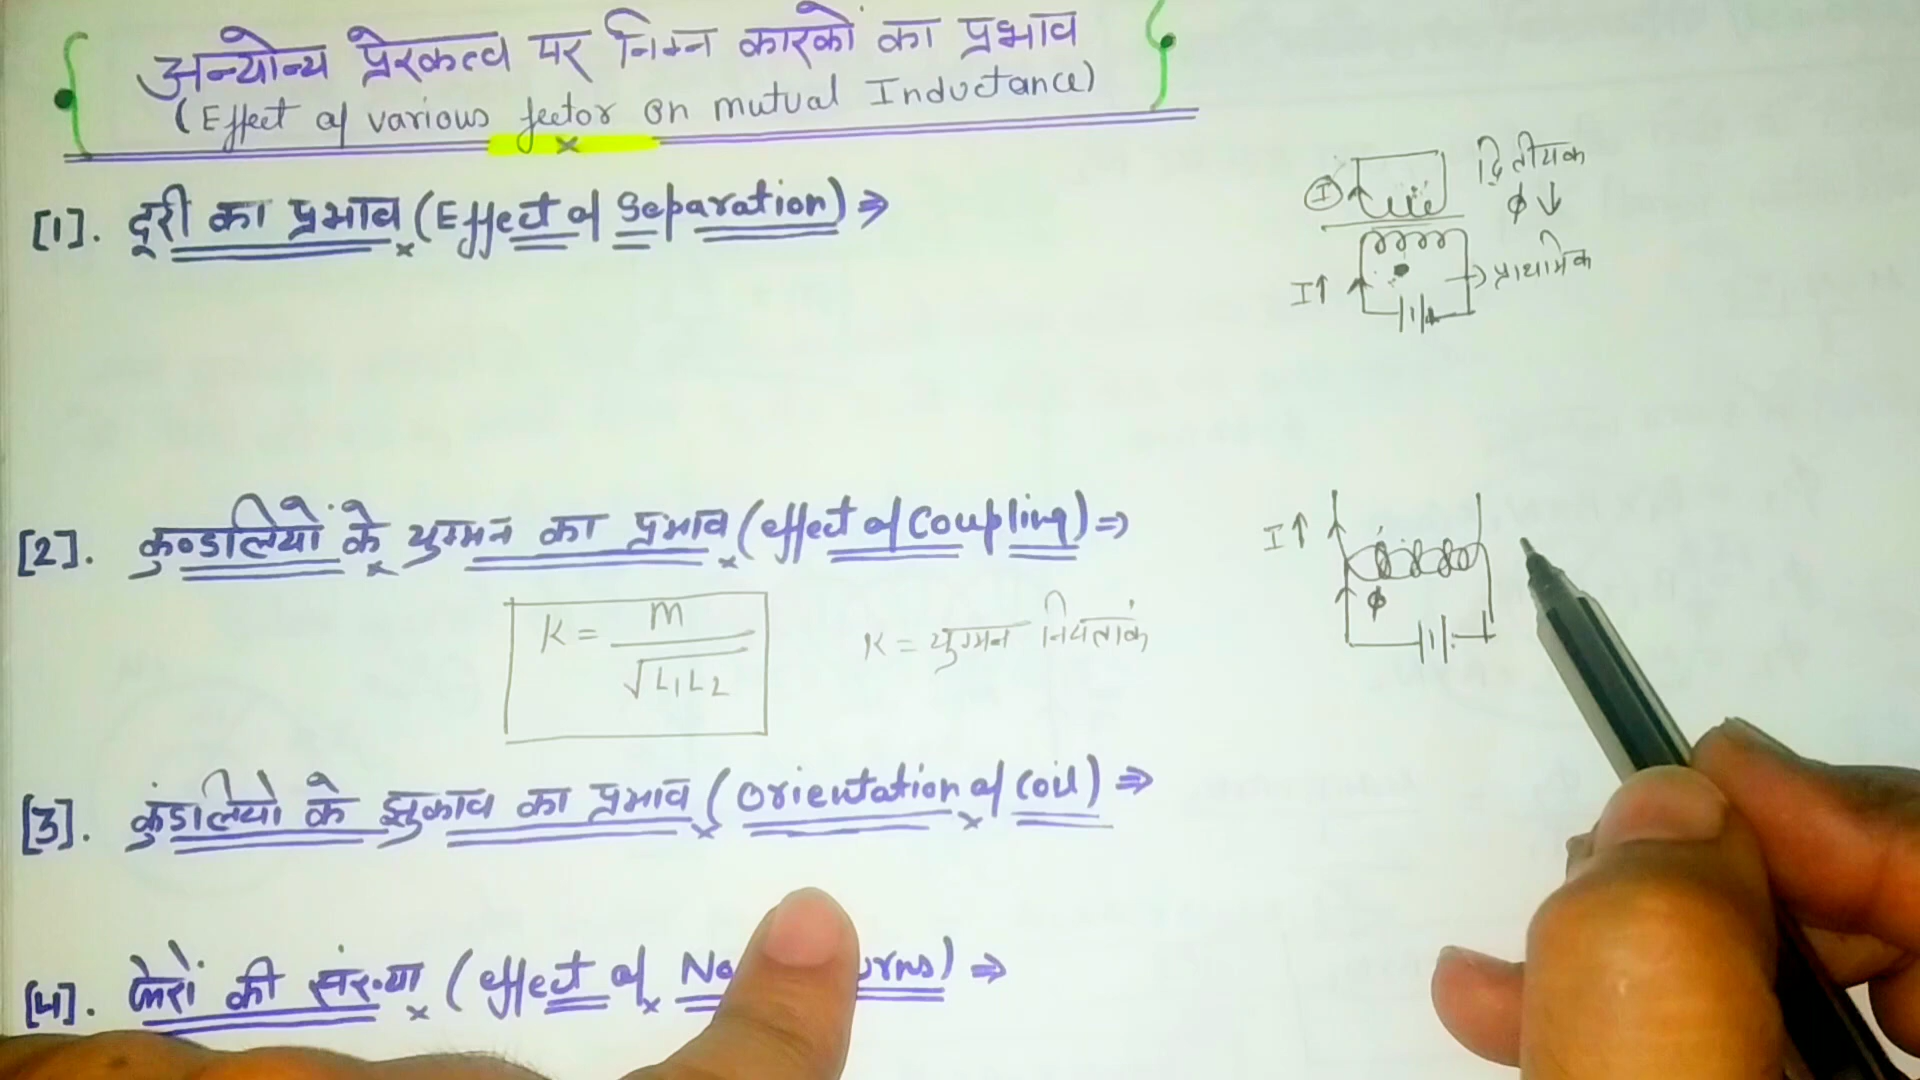 अन्योन्य प्रेरकत्व पर निम्न कारकों का प्रभाव
(Effect of various fector on mutual Inductance)
[1]. दूरी का प्रभाव (Effect of Separation) ⇒
द्वितीयक
I
ϕ ↓
I↑
→ प्राथमिक
[2]. कुण्डलियों के युग्मन का प्रभाव (effect of Coupling) ⇒
I ↑
ϕ
K = M / √L₁L₂
K = युग्मन नियतांक
[3]. कुंडलियो के झुकाव का प्रभाव (Orientation of Coil) ⇒
[4]. फेरों की संख्या (effect of No urns) ⇒